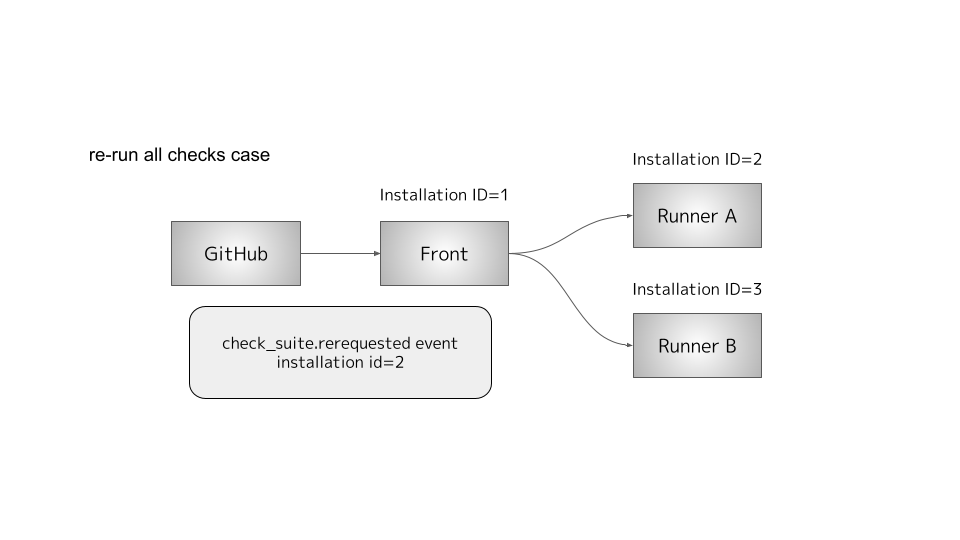 re-run all checks case
Installation ID=2
Runner A
Installation ID=1
GitHub
Front
Installation ID=3
Runner B
check_suite.rerequested event
installation id=2